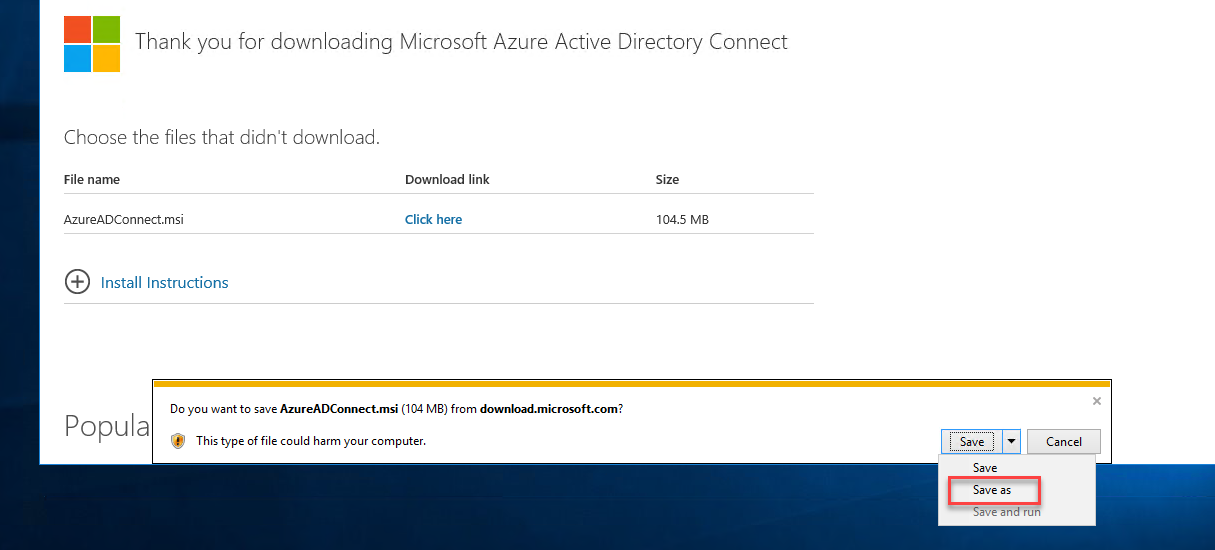 Thank you for downloading Microsoft Azure Active Directory Connect
Choose the files that didn't download.
File name Download link Size
AzureADConnect.msi Click here 104.5 MB
Install Instructions
Popula
Do you want to save AzureADConnect.msi (104 MB) from download.microsoft.com?
This type of file could harm your computer.
Save Cancel
Save
Save as
Save and run